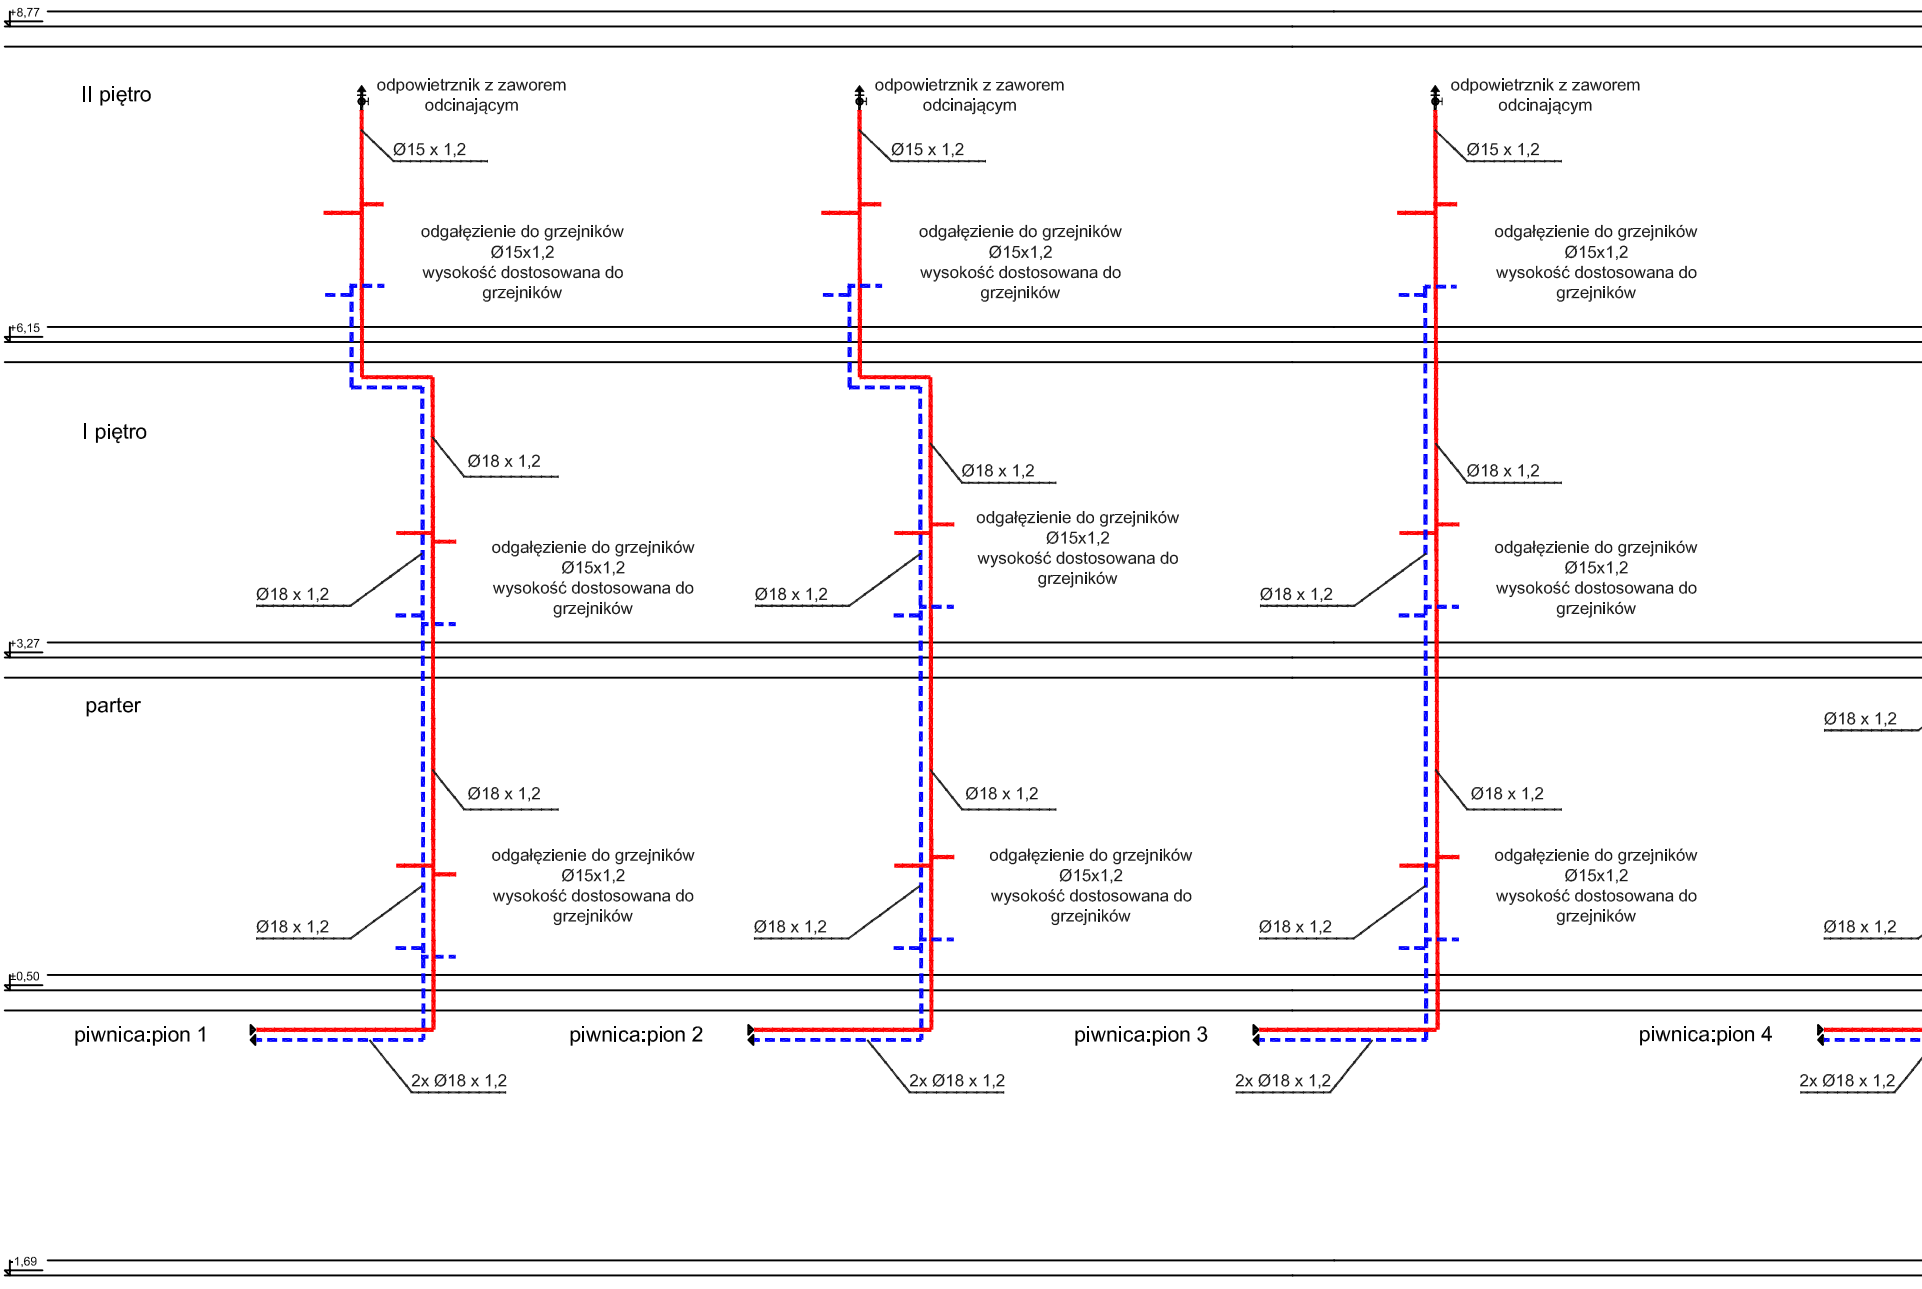 +8,77
II piętro
odpowietrznik z zaworem
odcinającym
Ø15 x 1,2
odgałęzienie do grzejników
Ø15x1,2
wysokość dostosowana do
grzejników
odpowietrznik z zaworem
odcinającym
Ø15 x 1,2
odgałęzienie do grzejników
Ø15x1,2
wysokość dostosowana do
grzejników
odpowietrznik z zaworem
odcinającym
Ø15 x 1,2
odgałęzienie do grzejników
Ø15x1,2
wysokość dostosowana do
grzejników
+6,15
I piętro
Ø18 x 1,2
odgałęzienie do grzejników
Ø15x1,2
wysokość dostosowana do
grzejników
Ø18 x 1,2
Ø18 x 1,2
odgałęzienie do grzejników
Ø15x1,2
wysokość dostosowana do
grzejników
Ø18 x 1,2
Ø18 x 1,2
odgałęzienie do grzejników
Ø15x1,2
wysokość dostosowana do
grzejników
Ø18 x 1,2
+3,27
parter
Ø18 x 1,2
odgałęzienie do grzejników
Ø15x1,2
wysokość dostosowana do
grzejników
Ø18 x 1,2
Ø18 x 1,2
odgałęzienie do grzejników
Ø15x1,2
wysokość dostosowana do
grzejników
Ø18 x 1,2
Ø18 x 1,2
odgałęzienie do grzejników
Ø15x1,2
wysokość dostosowana do
grzejników
Ø18 x 1,2
Ø18 x 1,2
Ø18 x 1,2
±0,50
piwnica:pion 1
2x Ø18 x 1,2
piwnica:pion 2
2x Ø18 x 1,2
piwnica:pion 3
2x Ø18 x 1,2
piwnica:pion 4
2x Ø18 x 1,2
-1,69